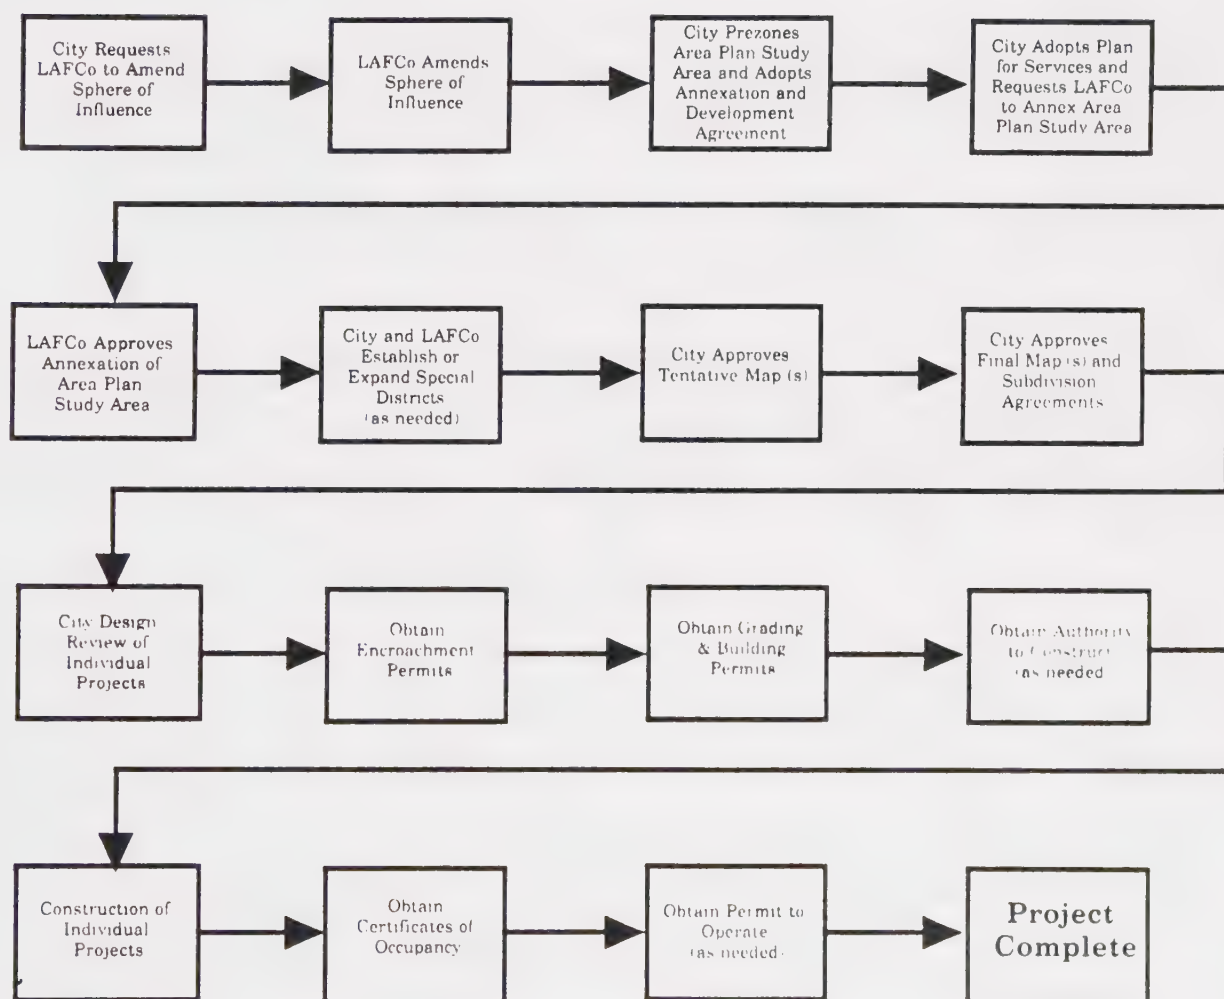 City Requests
LAFCo to Amend
Sphere of
Influence
LAFCo Amends
Sphere of
Influence
City Prezones
Area Plan Study
Area and Adopts
Annexation and
Development
Agreement
City Adopts Plan
for Services and
Requests LAFCo
to Annex Area
Plan Study Area
LAFCo Approves
Annexation of
Area Plan
Study Area
City and LAFCo
Establish or
Expand Special
Districts
(as needed)
City Approves
Tentative Map (s)
City Approves
Final Map (s) and
Subdivision
Agreements
City Design
Review of
Individual
Projects
Obtain
Encroachment
Permits
Obtain Grading
& Building
Permits
Obtain Authority
to Construct
(as needed
Construction of
Individual
Projects
Obtain
Certificates of
Occupancy
Obtain Permit to
Operate
(as needed)
Project
Complete